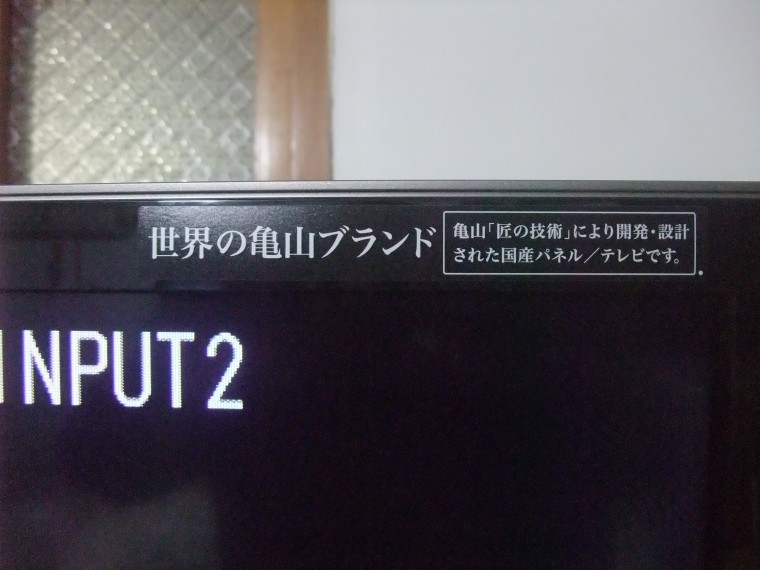 世界の亀山ブランド
亀山「匠の技術」により開発・設計
された国産パネル／テレビです。
INPUT2